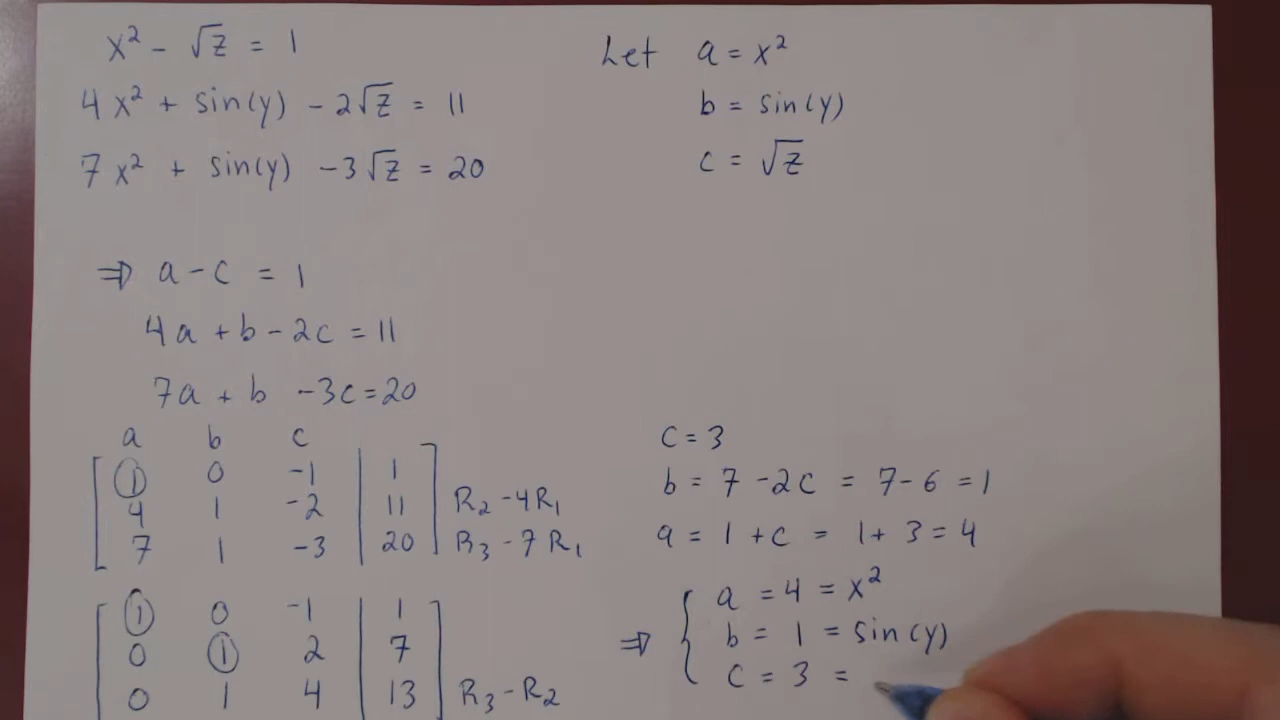 x² - √z = 1
4x² + sin(y) - 2√z = 11
7x² + sin(y) - 3√z = 20
Let a = x²
b = sin(y)
c = √z
⇒ a - c = 1
4a + b - 2c = 11
7a + b - 3c = 20
a b c
[ 1 0 -1 | 1 ]
[ 4 1 -2 | 11 ] R₂ - 4R₁
[ 7 1 -3 | 20 ] R₃ - 7R₁
[ 1 0 -1 | 1 ]
[ 0 1 2 | 7 ]
[ 0 1 4 | 13 ] R₃ - R₂
c = 3
b = 7 - 2c = 7 - 6 = 1
a = 1 + c = 1 + 3 = 4
⇒ { a = 4 = x²
b = 1 = sin(y)
c = 3 =